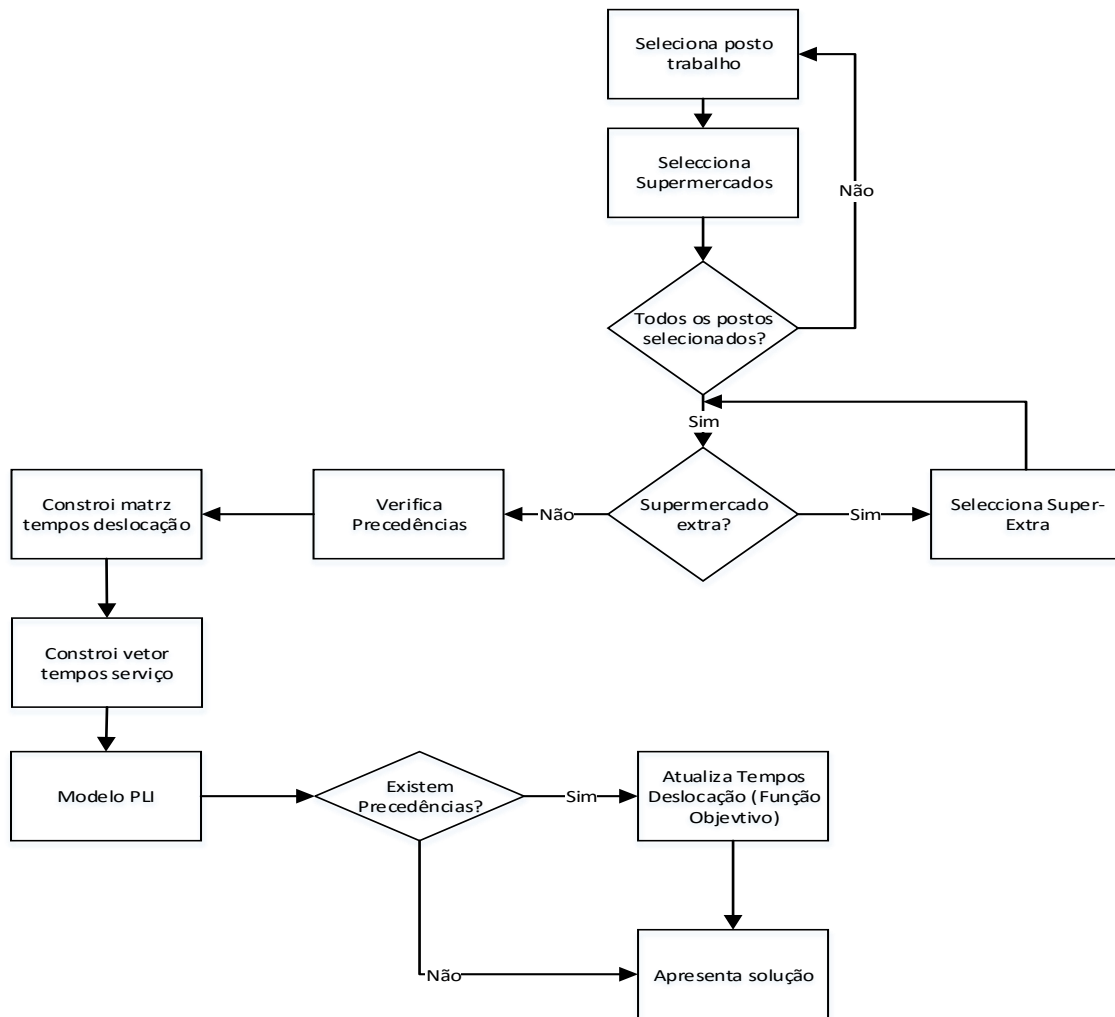 Seleciona posto
trabalho
Selecciona
Supermercados
Não
Todos os postos
selecionados?
Sim
Supermercado
extra?
Sim
Selecciona Super-
Extra
Não
Verifica
Precedências
Constroi matrz
tempos deslocação
Constroi vetor
tempos serviço
Modelo PLI
Existem
Precedências?
Sim
Atualiza Tempos
Deslocação (Função
Objevtivo)
Não
Apresenta solução